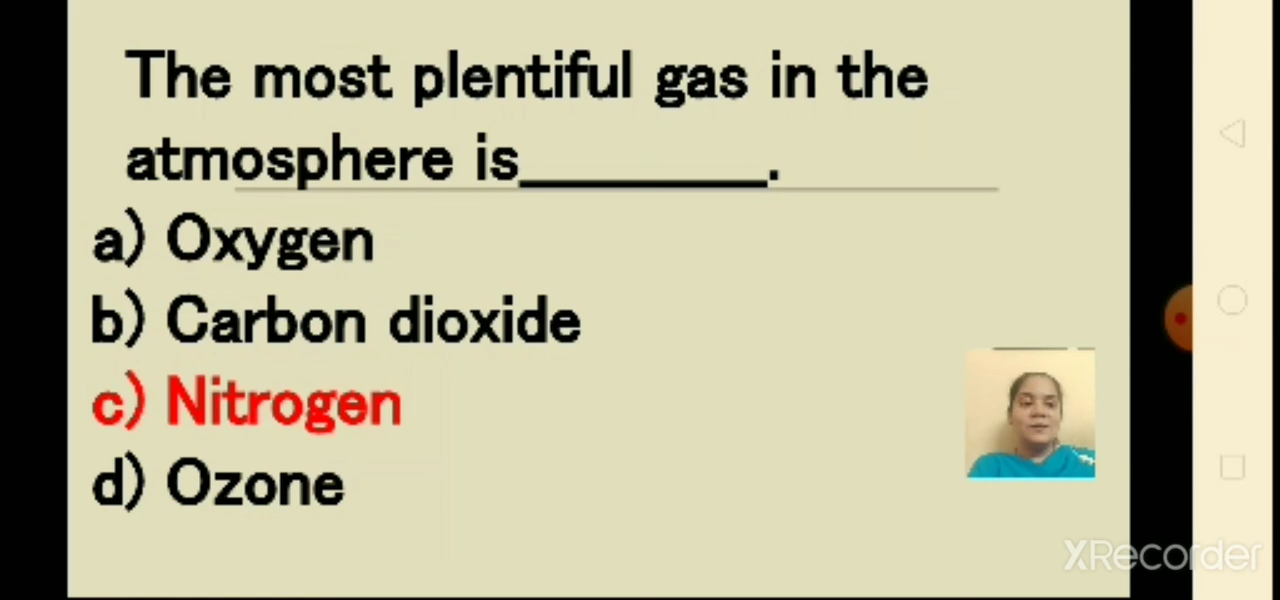 The most plentiful gas in the
atmosphere is________.
a) Oxygen
b) Carbon dioxide
c) Nitrogen
d) Ozone
XRecorder